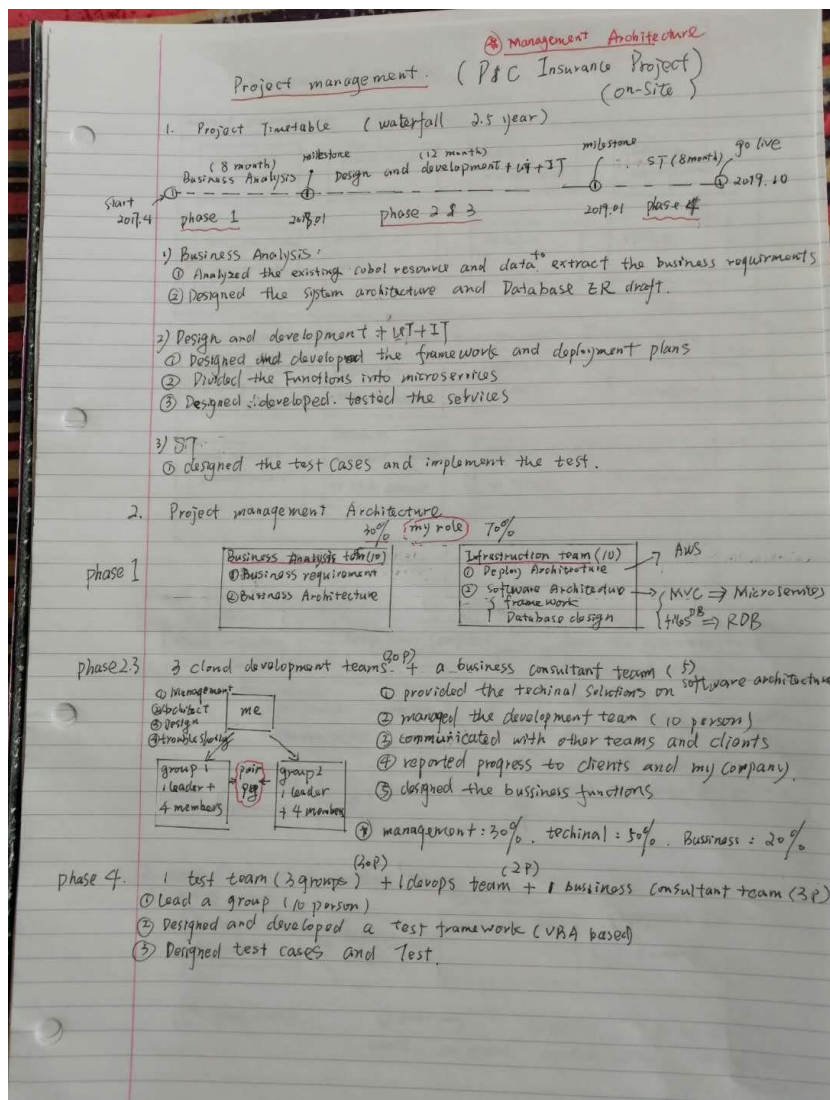 ⊛ Management Architecture
Project management. (P&C Insurance Project)
(on-Site)
1. Project Timetable (waterfall 2.5 year)
(8 month) milestone (12 month) milestone go live
Business Analysis Design and development + UT + IT ST (8 month)
start 2019.10
2017.4 phase 1 2018.01 phase 2 & 3 2019.01 phase 4
1) Business Analysis:
① Analyzed the existing cobol resource and data to extract the business requirments
② Designed the system architecture and Database ER draft.
2) Design and development + UT + IT
① Designed and developed the framework and deployment plans
② Divided the Functions into microservices
③ Designed. developed. tested the services
3) ST
① designed the test cases and implement the test.
2. Project management Architecture
30% my role 70%
phase 1
Business Analysis team (10)
① Business requirement
② Business Architecture
Infrastruction team (10) → AWS
① Deploy Architecture
② Software Architecture → MVC ⇒ Microservices
framework
Database design files DB ⇒ RDB
phase 2.3 3 cloud development teams (30P) + a business consultant team (5)
① Management
② Architect
③ Design
④ troubleshooting
me
group 1
1 leader +
4 members
pair
group 2
1 leader
+ 4 members
① provided the techinal solutions on software architecture
② managed the development team (10 person)
③ communicated with other teams and clients
④ reported progress to clients and my company.
⑤ designed the bussiness functions
⊛ management: 30%. techinal: 50%. Bussiness: 20%
(30P) (2P)
phase 4. 1 test team (3 groups) + 1 devops team + 1 bussiness consultant team (3P)
① Lead a group (10 person)
② Designed and developed a test framework (VBA based)
③ Designed test cases and Test.